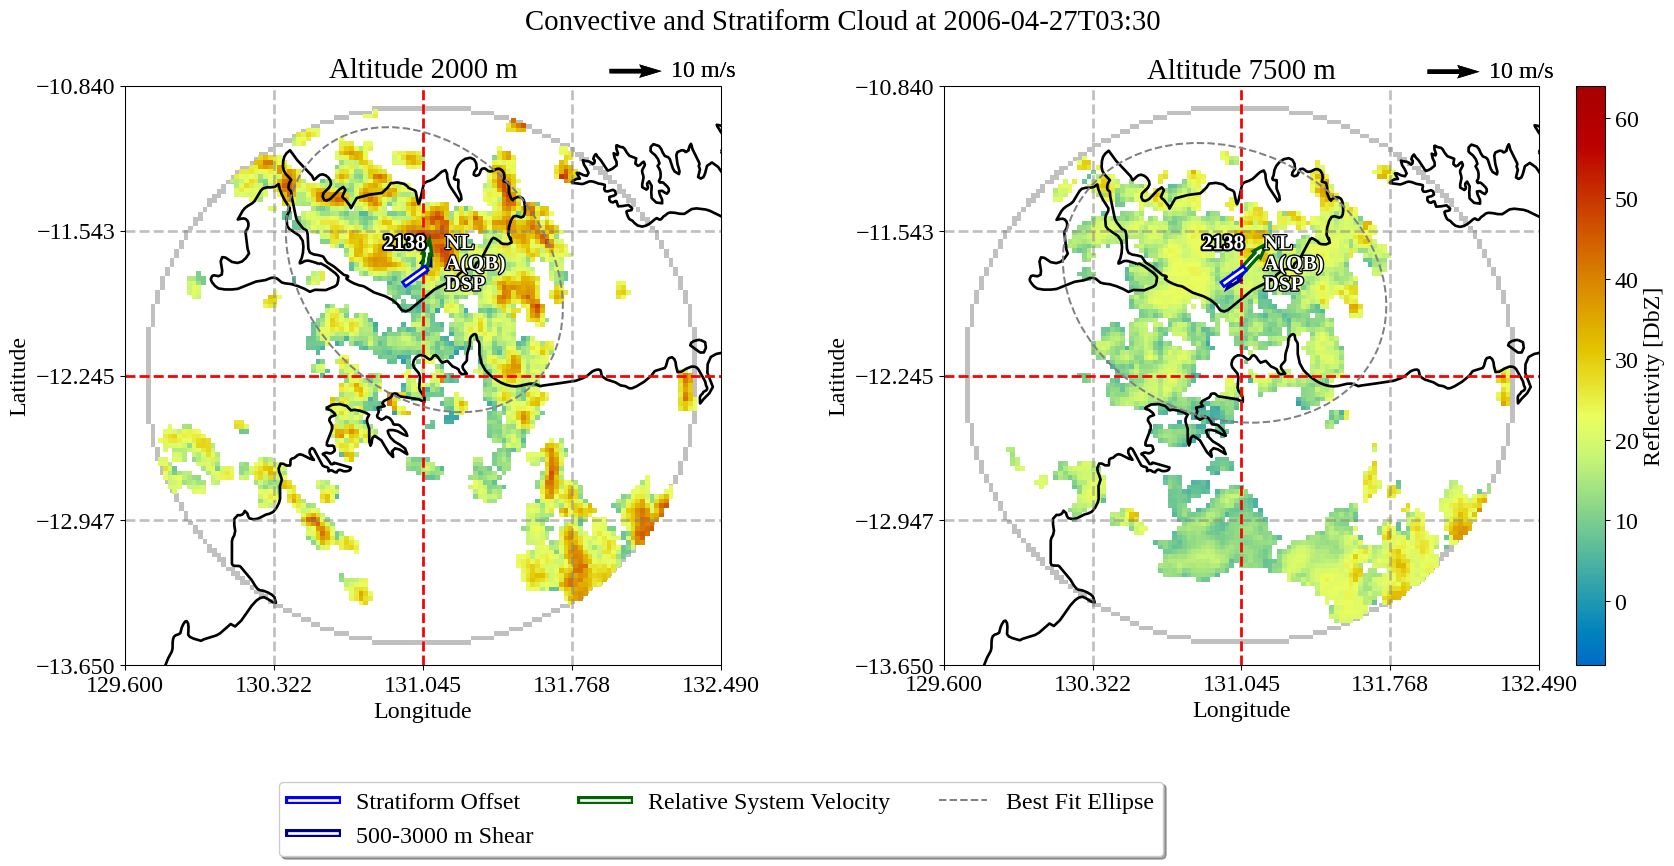 Convective and Stratiform Cloud at 2006-04-27T03:30
Altitude 2000 m
10 m/s
−10.840
−11.543
−12.245
−12.947
−13.650
Latitude
2138
NL
A(QB)
DSP
129.600
130.322
131.045
131.768
132.490
Longitude
Altitude 7500 m
10 m/s
−10.840
−11.543
−12.245
−12.947
−13.650
Latitude
2138
NL
A(QB)
DSP
129.600
130.322
131.045
131.768
132.490
Longitude
60
50
40
30
20
10
0
Reflectivity [DbZ]
Stratiform Offset
500-3000 m Shear
Relative System Velocity
Best Fit Ellipse